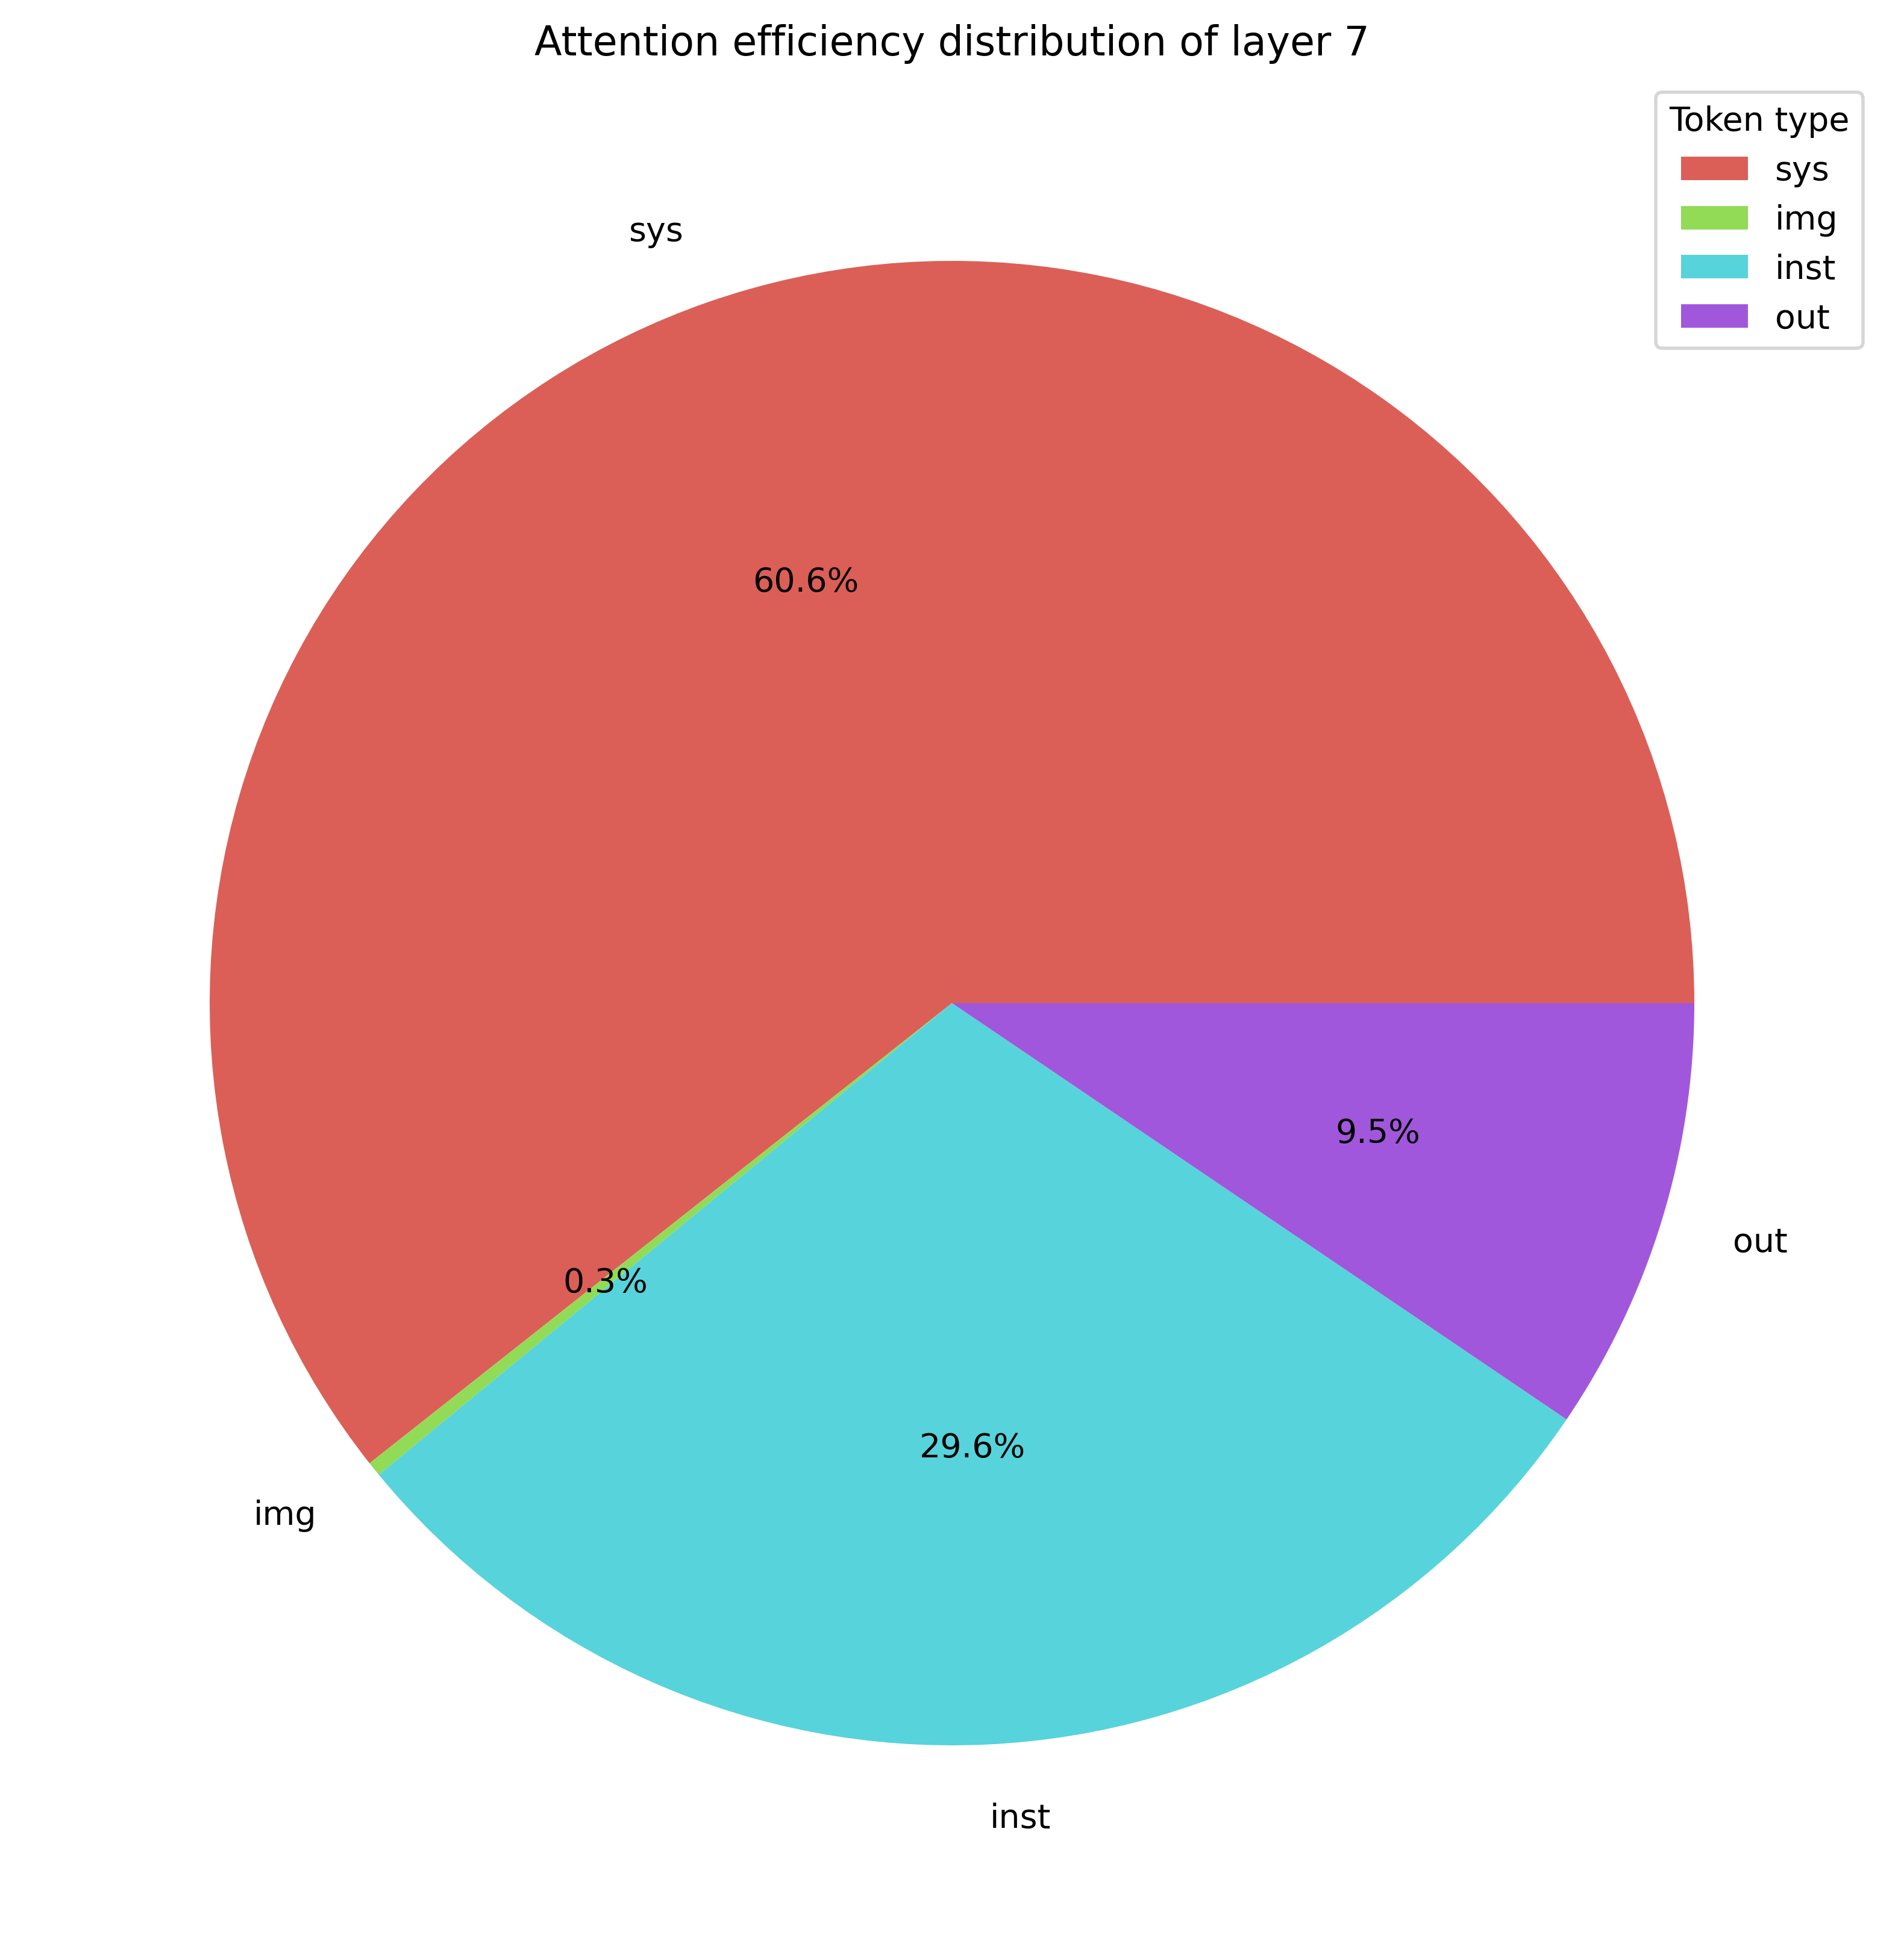 Attention efficiency distribution of layer 7
Token type
sys
img
inst
out
sys
60.6%
9.5%
out
0.3%
29.6%
img
inst